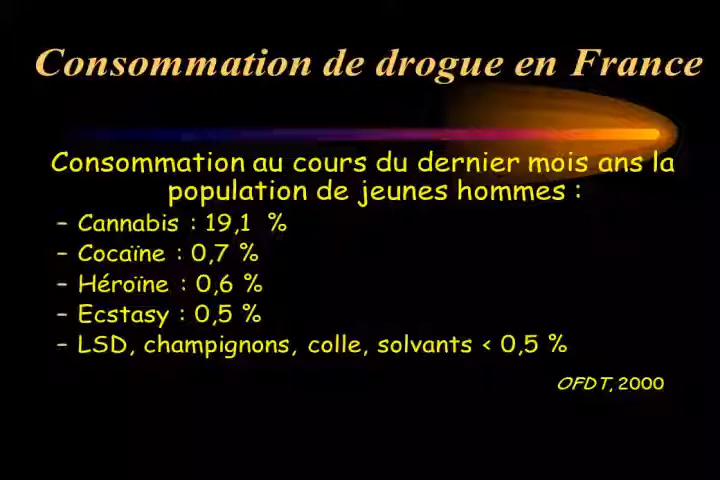 Consommation de drogue en France
Consommation au cours du dernier mois ans la
population de jeunes hommes :
– Cannabis : 19,1 %
– Cocaïne : 0,7 %
– Héroïne : 0,6 %
– Ecstasy : 0,5 %
– LSD, champignons, colle, solvants < 0,5 %
OFDT, 2000